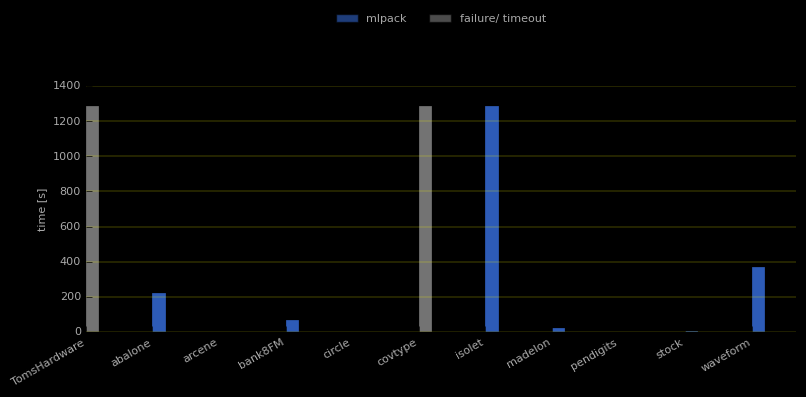 mlpack failure/ timeout
1400
1200
1000
800
600
400
200
0
time [s]
TomsHardware abalone arcene bank8FM circle covtype isolet madelon pendigits stock waveform